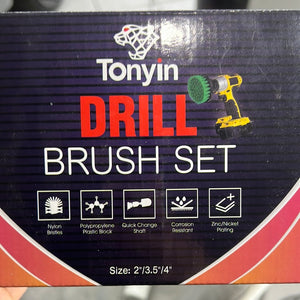 Tonyin
DRILL
BRUSH SET
Nylon Bristles
Polypropylene Plastic Block
Quick Change Shaft
Corrosion Resistant
Zinc/Nickel Plating
Size: 2"/3.5"/4"